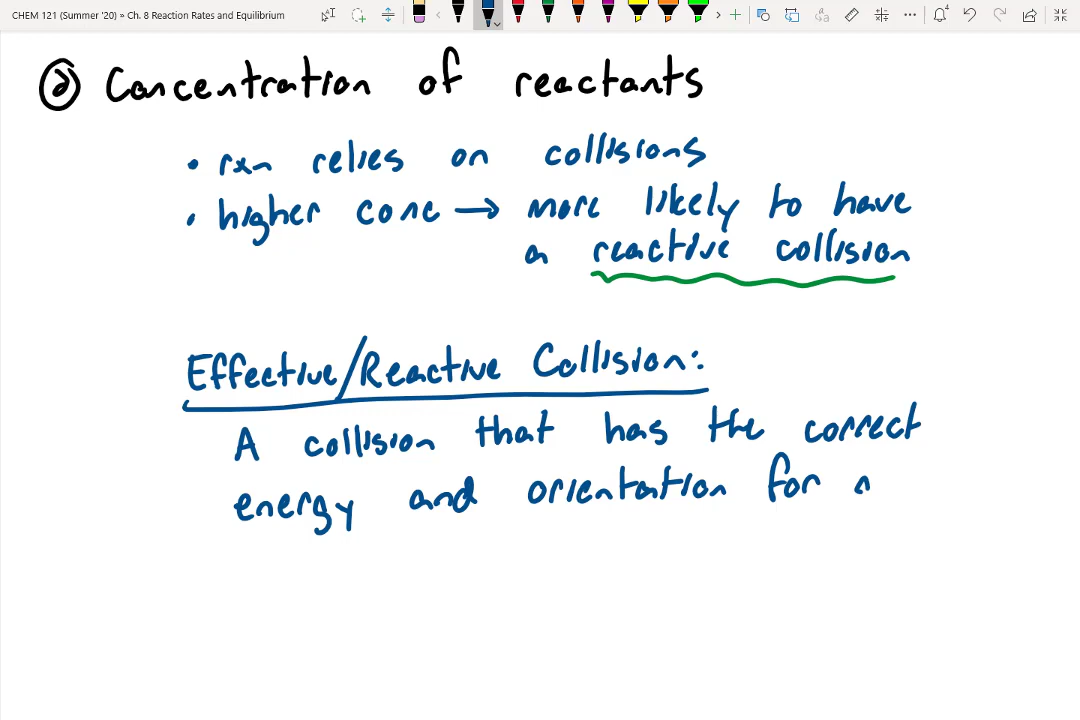 CHEM 121 (Summer '20) » Ch. 8 Reaction Rates and Equilibrium
② Concentration of reactants
• rxn relies on collisions
• higher conc → more likely to have
a reactive collision
Effective/Reactive Collision:
A collision that has the correct
energy and orientation for